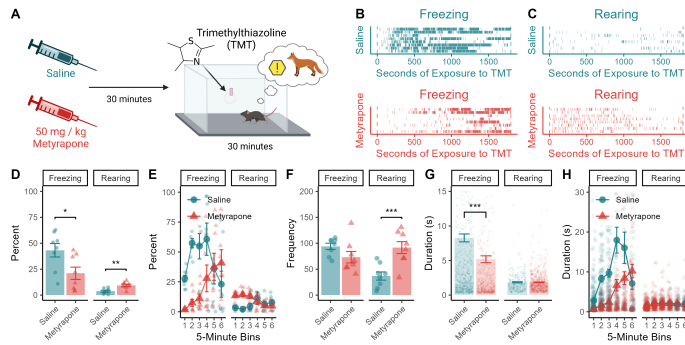 A
Trimethylthiazoline
(TMT)
S
N
!
Saline
30 minutes
50 mg / kg
Metyrapone
30 minutes
B
Freezing
Saline
0 500 1000 1500
Seconds of Exposure to TMT
Metyrapone
0 500 1000 1500
Seconds of Exposure to TMT
C
Rearing
Saline
0 500 1000 1500
Seconds of Exposure to TMT
Metyrapone
0 500 1000 1500
Seconds of Exposure to TMT
D
Freezing Rearing
Percent
100
75
50
25
0
*
**
Saline Metyrapone Saline Metyrapone
E
Freezing Rearing
Saline
Metyrapone
Percent
100
75
50
25
0
1 2 3 4 5 6 1 2 3 4 5 6
5-Minute Bins
F
Freezing Rearing
Frequency
200
150
100
50
0
***
Saline Metyrapone Saline Metyrapone
G
Freezing Rearing
Duration (s)
15
10
5
0
***
Saline Metyrapone Saline Metyrapone
H
Freezing Rearing
Saline
Metyrapone
Duration (s)
30
20
10
0
1 2 3 4 5 6 1 2 3 4 5 6
5-Minute Bins